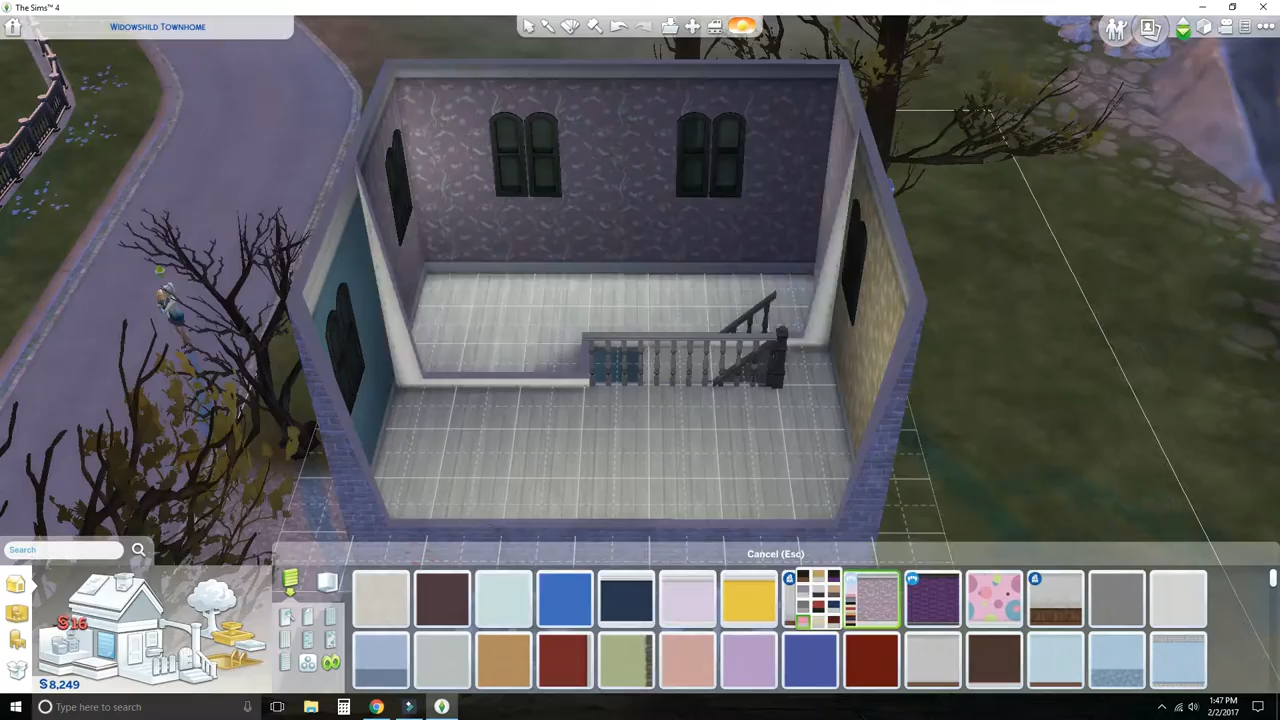 The Sims™ 4
Widowshild Townhome
Cancel (Esc)
Search
$16
$8,249
Type here to search
1:47 PM
2/2/2017